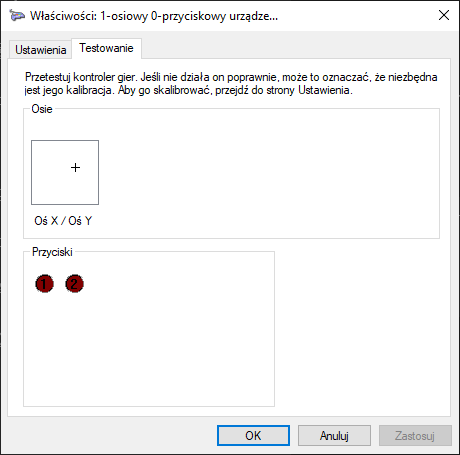 Właściwości: 1-osiowy 0-przyciskowy urządze...
Ustawienia
Testowanie
Przetestuj kontroler gier. Jeśli nie działa on poprawnie, może to oznaczać, że niezbędna
jest jego kalibracja. Aby go skalibrować, przejdź do strony Ustawienia.
Osie
Oś X / Oś Y
Przyciski
1 2
OK
Anuluj
Zastosuj